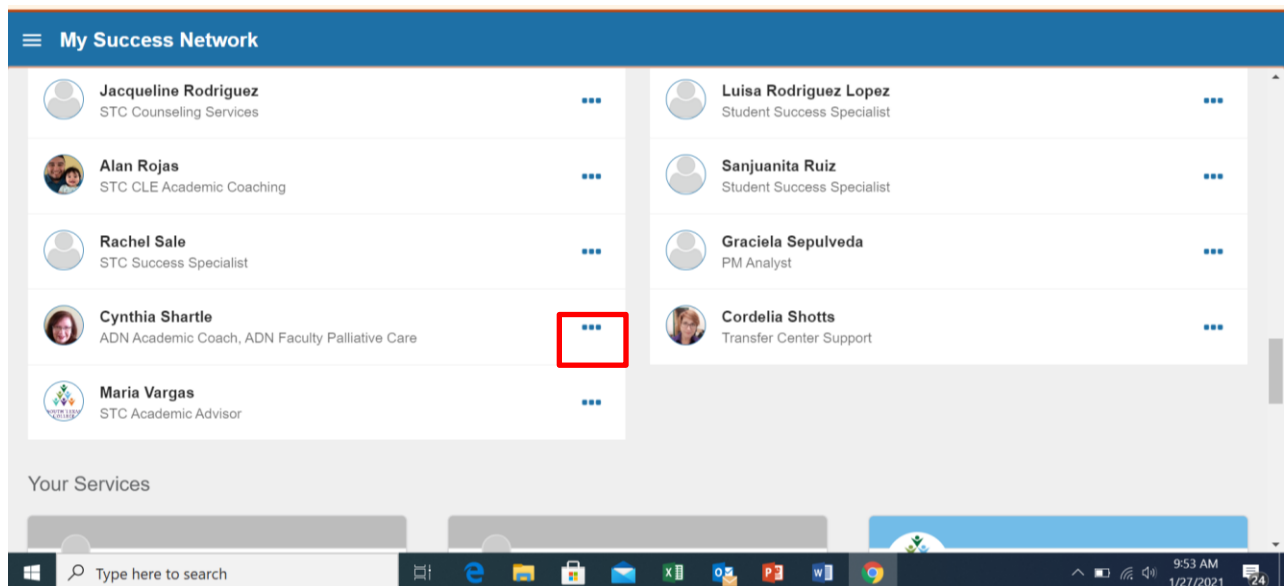 My Success Network
Jacqueline Rodriguez
STC Counseling Services
Luisa Rodriguez Lopez
Student Success Specialist
Alan Rojas
STC CLE Academic Coaching
Sanjuanita Ruiz
Student Success Specialist
Rachel Sale
STC Success Specialist
Graciela Sepulveda
PM Analyst
Cynthia Shartle
ADN Academic Coach, ADN Faculty Palliative Care
Cordelia Shotts
Transfer Center Support
Maria Vargas
STC Academic Advisor
SOUTH TEXAS
COLLEGE
Your Services
Type here to search
9:53 AM
1/27/2021
24